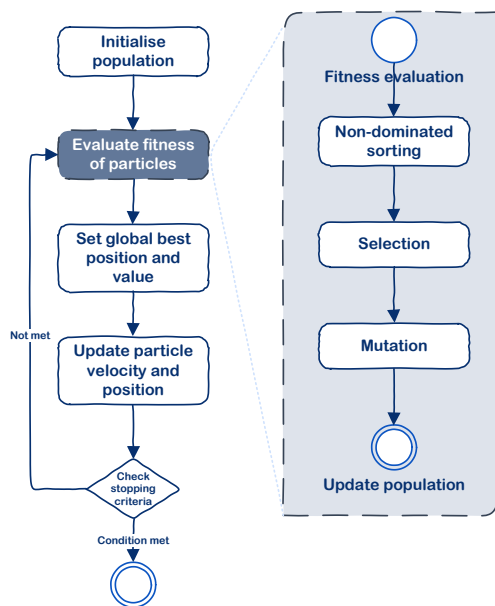 Initialise
population
Evaluate fitness
of particles
Set global best
position and
value
Not met
Update particle
velocity and
position
Check
stopping
criteria
Condition met
Fitness evaluation
Non-dominated
sorting
Selection
Mutation
Update population